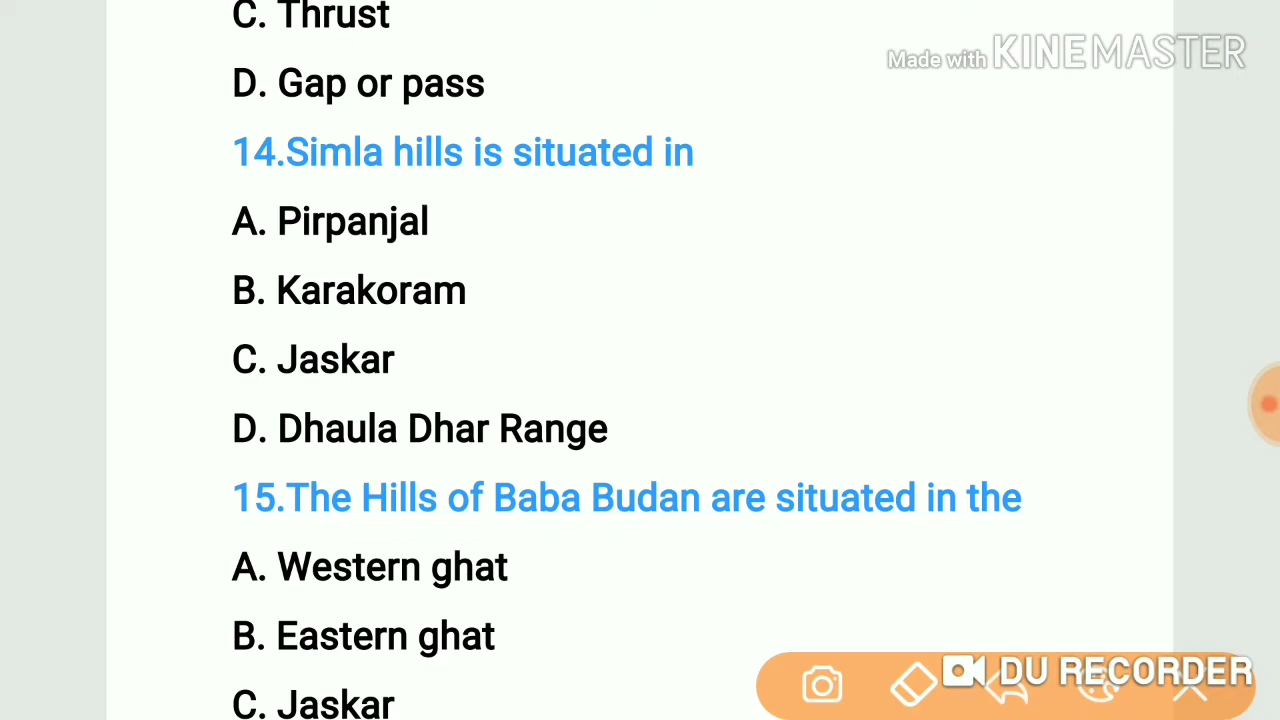 C. Thrust
Made with KINEMASTER
D. Gap or pass
14.Simla hills is situated in
A. Pirpanjal
B. Karakoram
C. Jaskar
D. Dhaula Dhar Range
15.The Hills of Baba Budan are situated in the
A. Western ghat
B. Eastern ghat
DU RECORDER
C. Jaskar